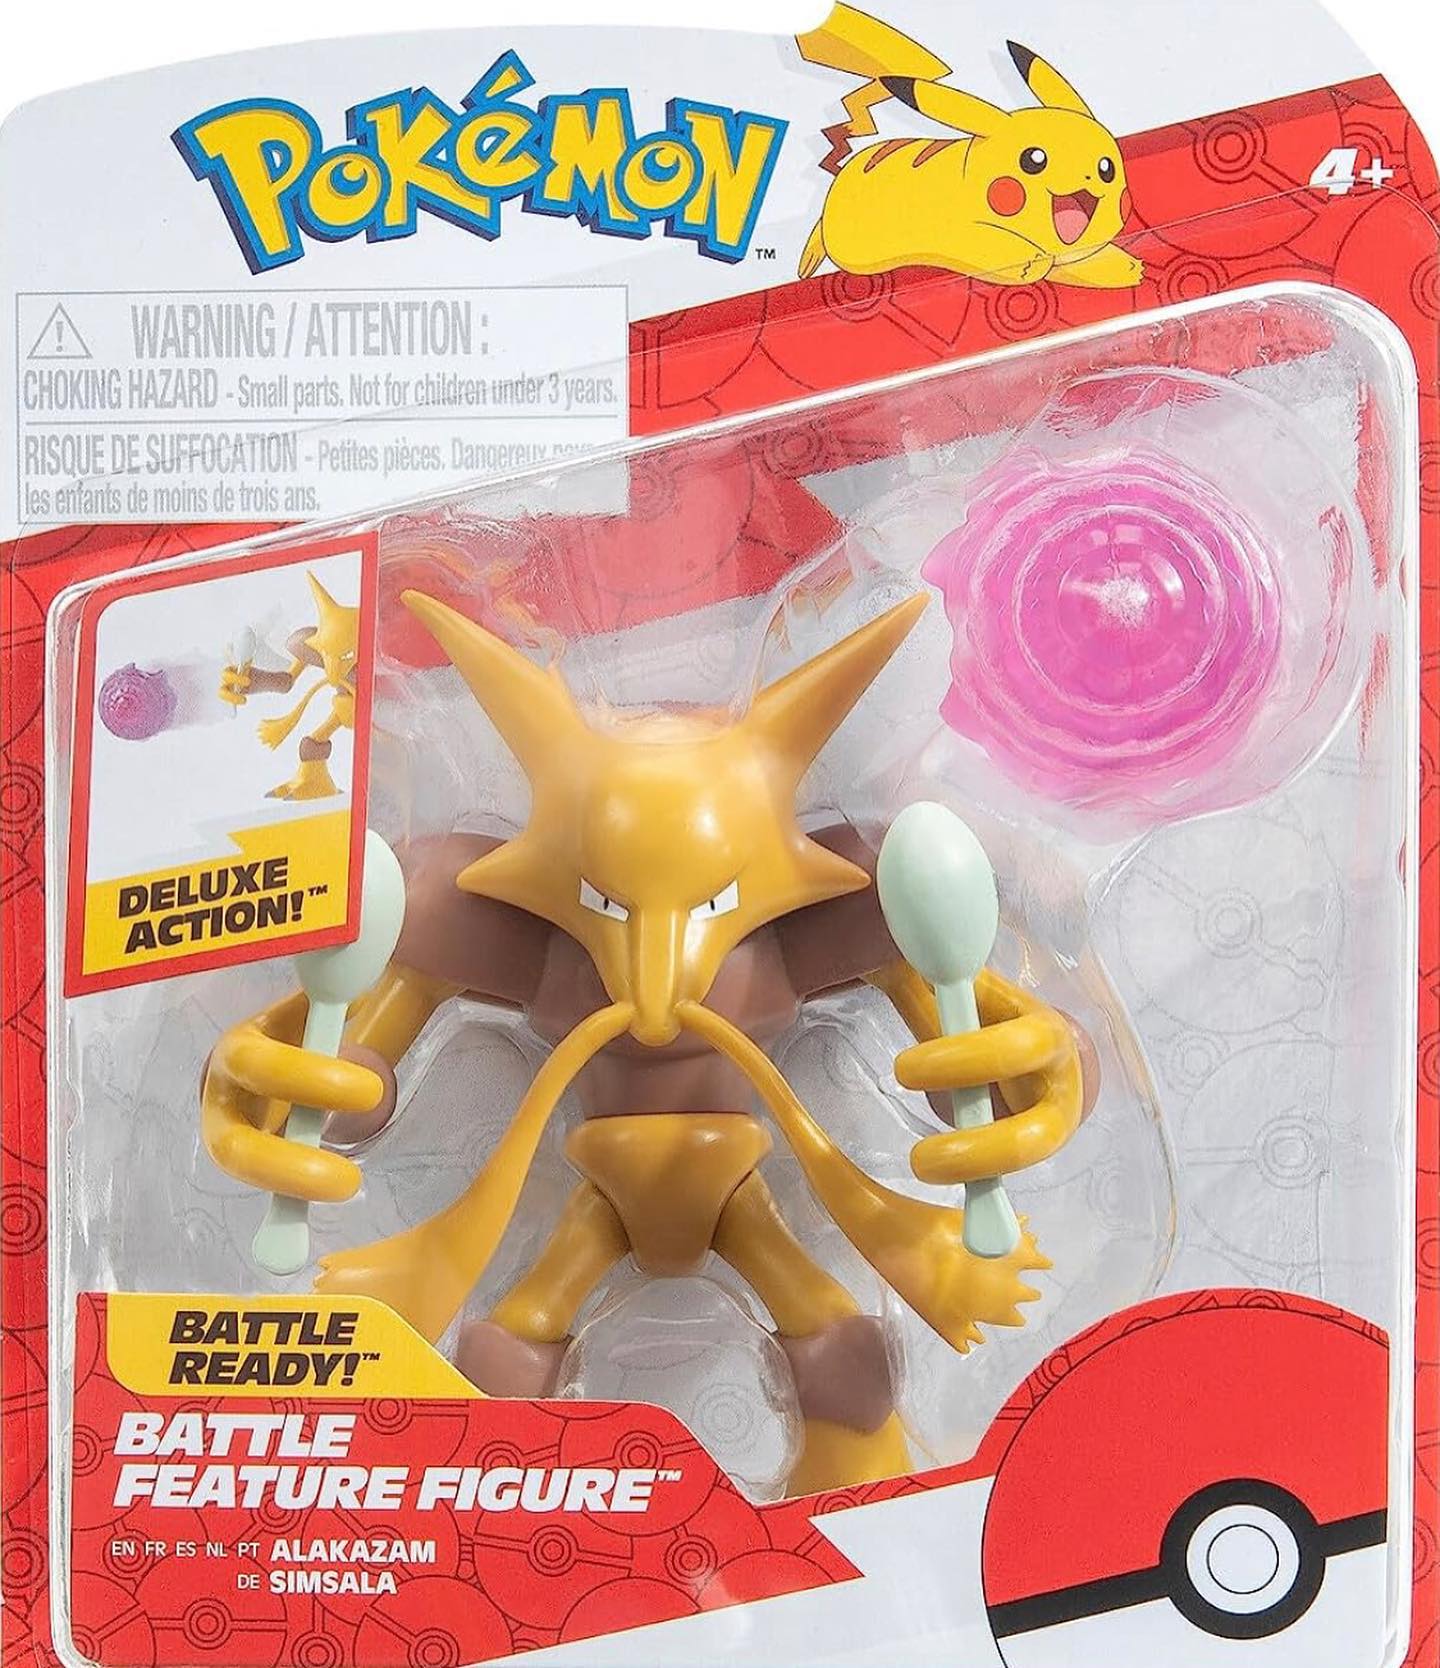 POKÉMON™
4+
WARNING / ATTENTION :
CHOKING HAZARD - Small parts. Not for children under 3 years.
RISQUE DE SUFFOCATION - Petites pièces. Dangereux pour
les enfants de moins de trois ans.
DELUXE
ACTION!™
BATTLE
READY!™
BATTLE
FEATURE FIGURE™
EN FR ES NL PT ALAKAZAM
DE SIMSALA